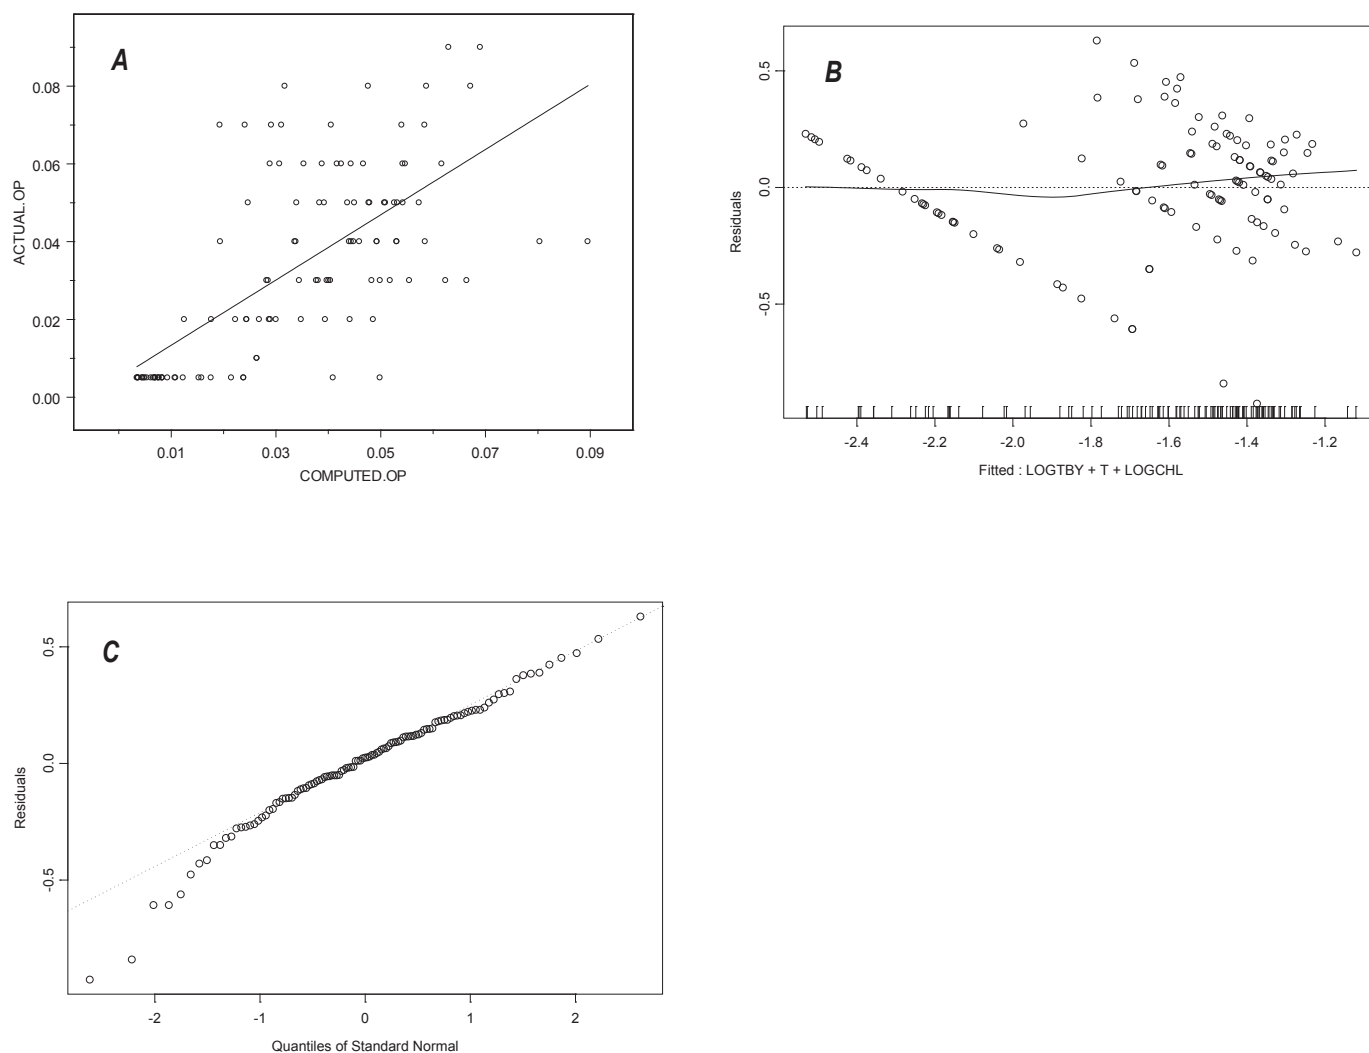 A
ACTUAL.OP
0.08
0.06
0.04
0.02
0.00
0.01 0.03 0.05 0.07 0.09
COMPUTED.OP
B
Residuals
0.5
0.0
-0.5
-2.4 -2.2 -2.0 -1.8 -1.6 -1.4 -1.2
Fitted : LOGTBY + T + LOGCHL
C
Residuals
0.5
0.0
-0.5
-2 -1 0 1 2
Quantiles of Standard Normal